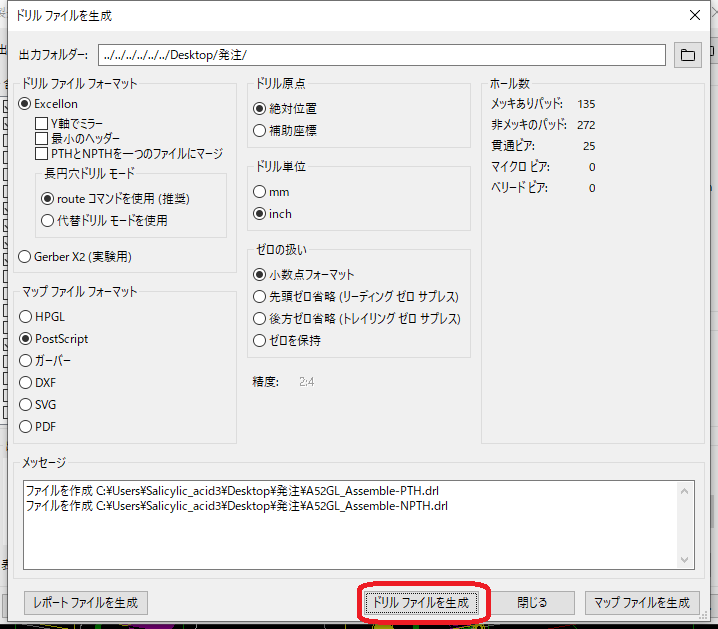 ドリル ファイルを生成
出力フォルダー:
../../../../../../Desktop/発注/
ドリル ファイル フォーマット
Excellon
Y軸でミラー
最小のヘッダー
PTHとNPTHを一つのファイルにマージ
長円穴ドリル モード
route コマンドを使用 (推奨)
代替ドリル モードを使用
Gerber X2 (実験用)
マップ ファイル フォーマット
HPGL
PostScript
ガーバー
DXF
SVG
PDF
ドリル原点
絶対位置
補助座標
ドリル単位
mm
inch
ゼロの扱い
小数点フォーマット
先頭ゼロ省略 (リーディング ゼロ サプレス)
後方ゼロ省略 (トレイリング ゼロ サプレス)
ゼロを保持
精度: 2:4
ホール数
メッキありパッド: 135
非メッキのパッド: 272
貫通ビア: 25
マイクロ ビア: 0
ベリード ビア: 0
メッセージ
ファイルを作成 C:¥Users¥Salicylic_acid3¥Desktop¥発注¥A52GL_Assemble-PTH.drl
ファイルを作成 C:¥Users¥Salicylic_acid3¥Desktop¥発注¥A52GL_Assemble-NPTH.drl
レポート ファイルを生成
ドリル ファイルを生成
閉じる
マップ ファイルを生成